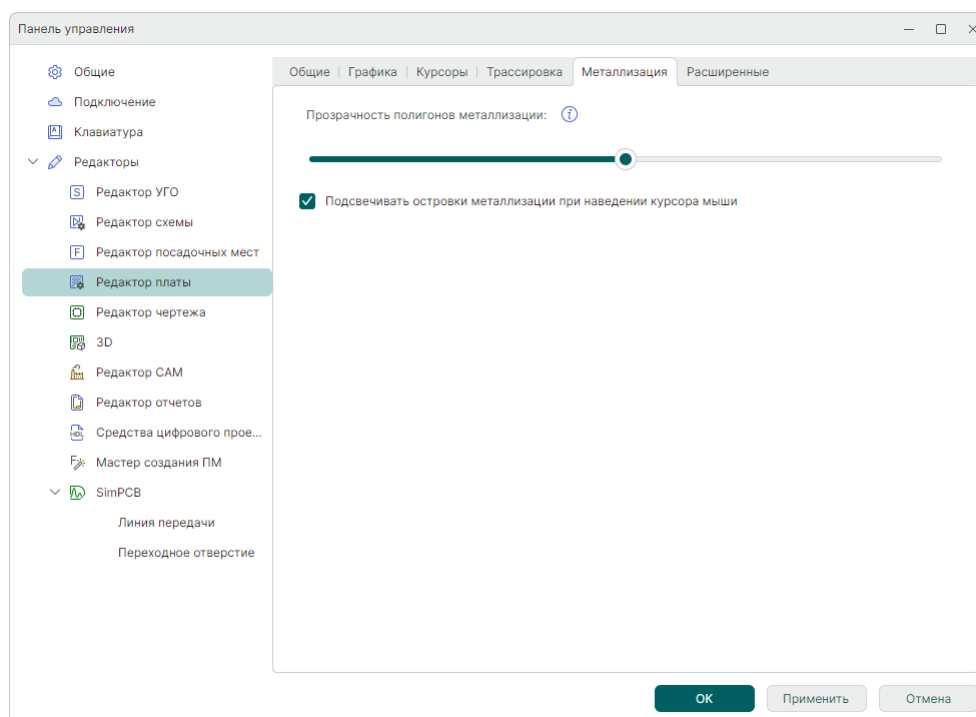 Панель управления
Общие
Подключение
Клавиатура
Редакторы
S Редактор УГО
Редактор схемы
F Редактор посадочных мест
Редактор платы
Редактор чертежа
3D
Редактор CAM
Редактор отчетов
HDL Средства цифрового прое...
Мастер создания ПМ
SimPCB
Линия передачи
Переходное отверстие
Общие Графика Курсоры Трассировка Металлизация Расширенные
Прозрачность полигонов металлизации: i
Подсвечивать островки металлизации при наведении курсора мыши
ОК Применить Отмена